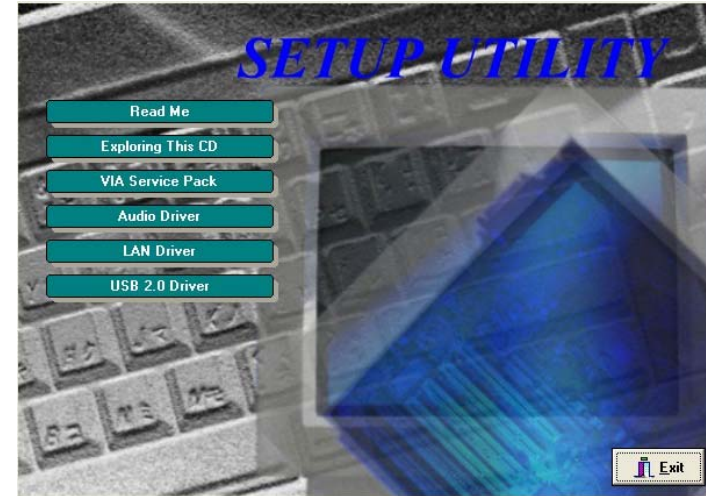 SETUP UTILITY
Read Me
Exploring This CD
VIA Service Pack
Audio Driver
LAN Driver
USB 2.0 Driver
Exit